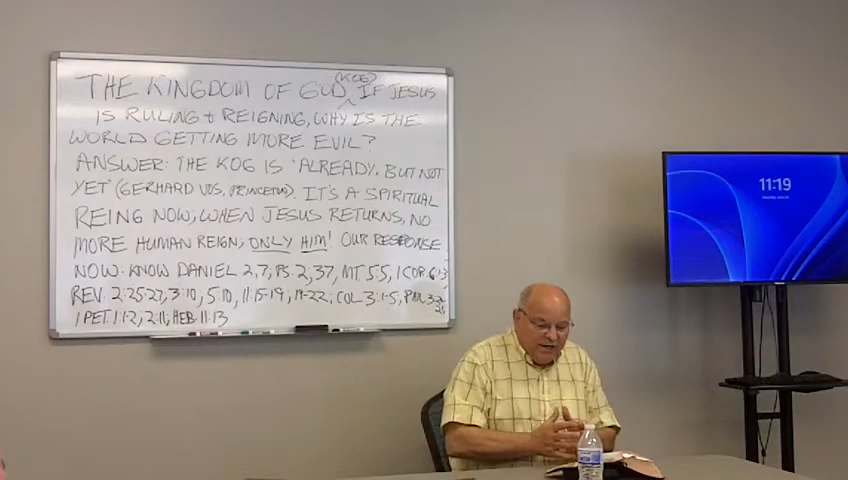 THE KINGDOM OF GOD (KOG) IF JESUS
IS RULING + REIGNING, WHY IS THE
WORLD GETTING MORE EVIL?
ANSWER: THE KOG IS "ALREADY, BUT NOT
YET" (GERHARD VOS, PRINCETON). IT'S A SPIRITUAL
REING NOW; WHEN JESUS RETURNS, NO
MORE HUMAN REIGN, ONLY HIM! OUR RESPONSE
NOW: KNOW DANIEL 2,7; PS. 2,37, MT. 5:5, 1 COR. 6:1-3
REV. 2:25-27, 3:10, 5:10, 11:15-19; 19-22; COL 3:1-5, PHIL 3:
1 PET. 1:1-2, 2:11, HEB. 11:13
11:19